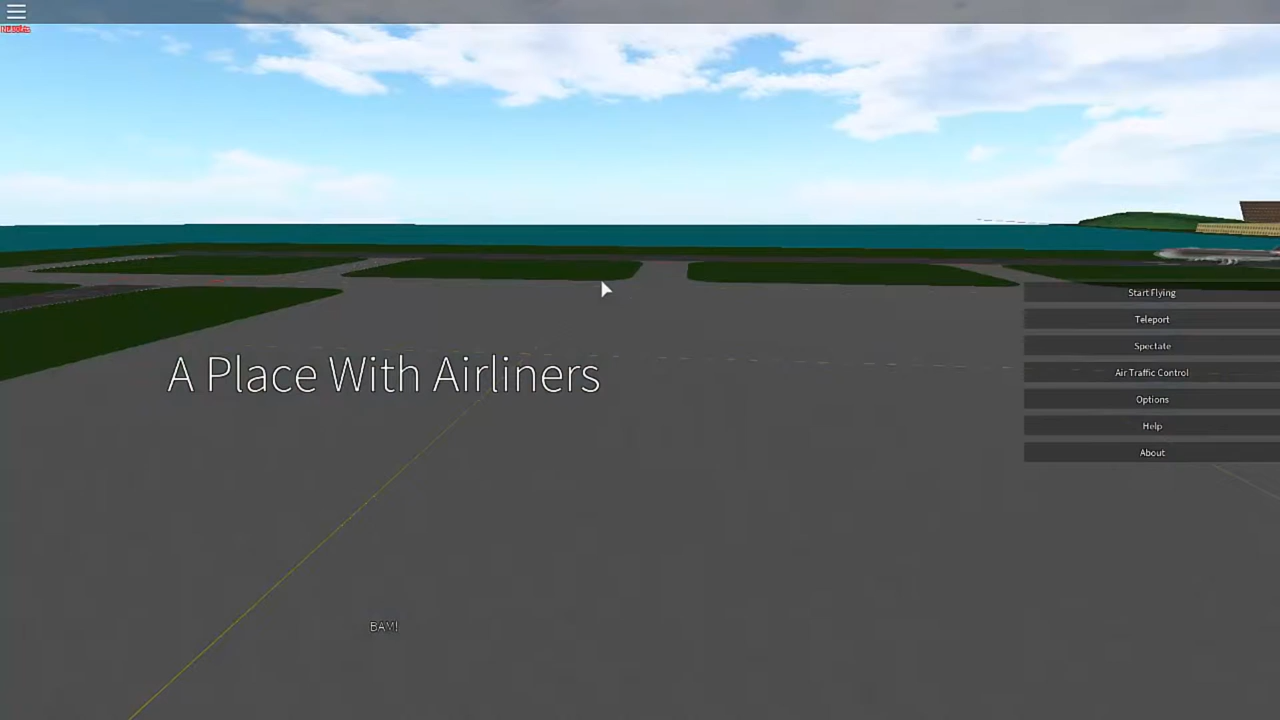 A Place With Airliners
Start Flying
Teleport
Spectate
Air Traffic Control
Options
Help
About
BAM!